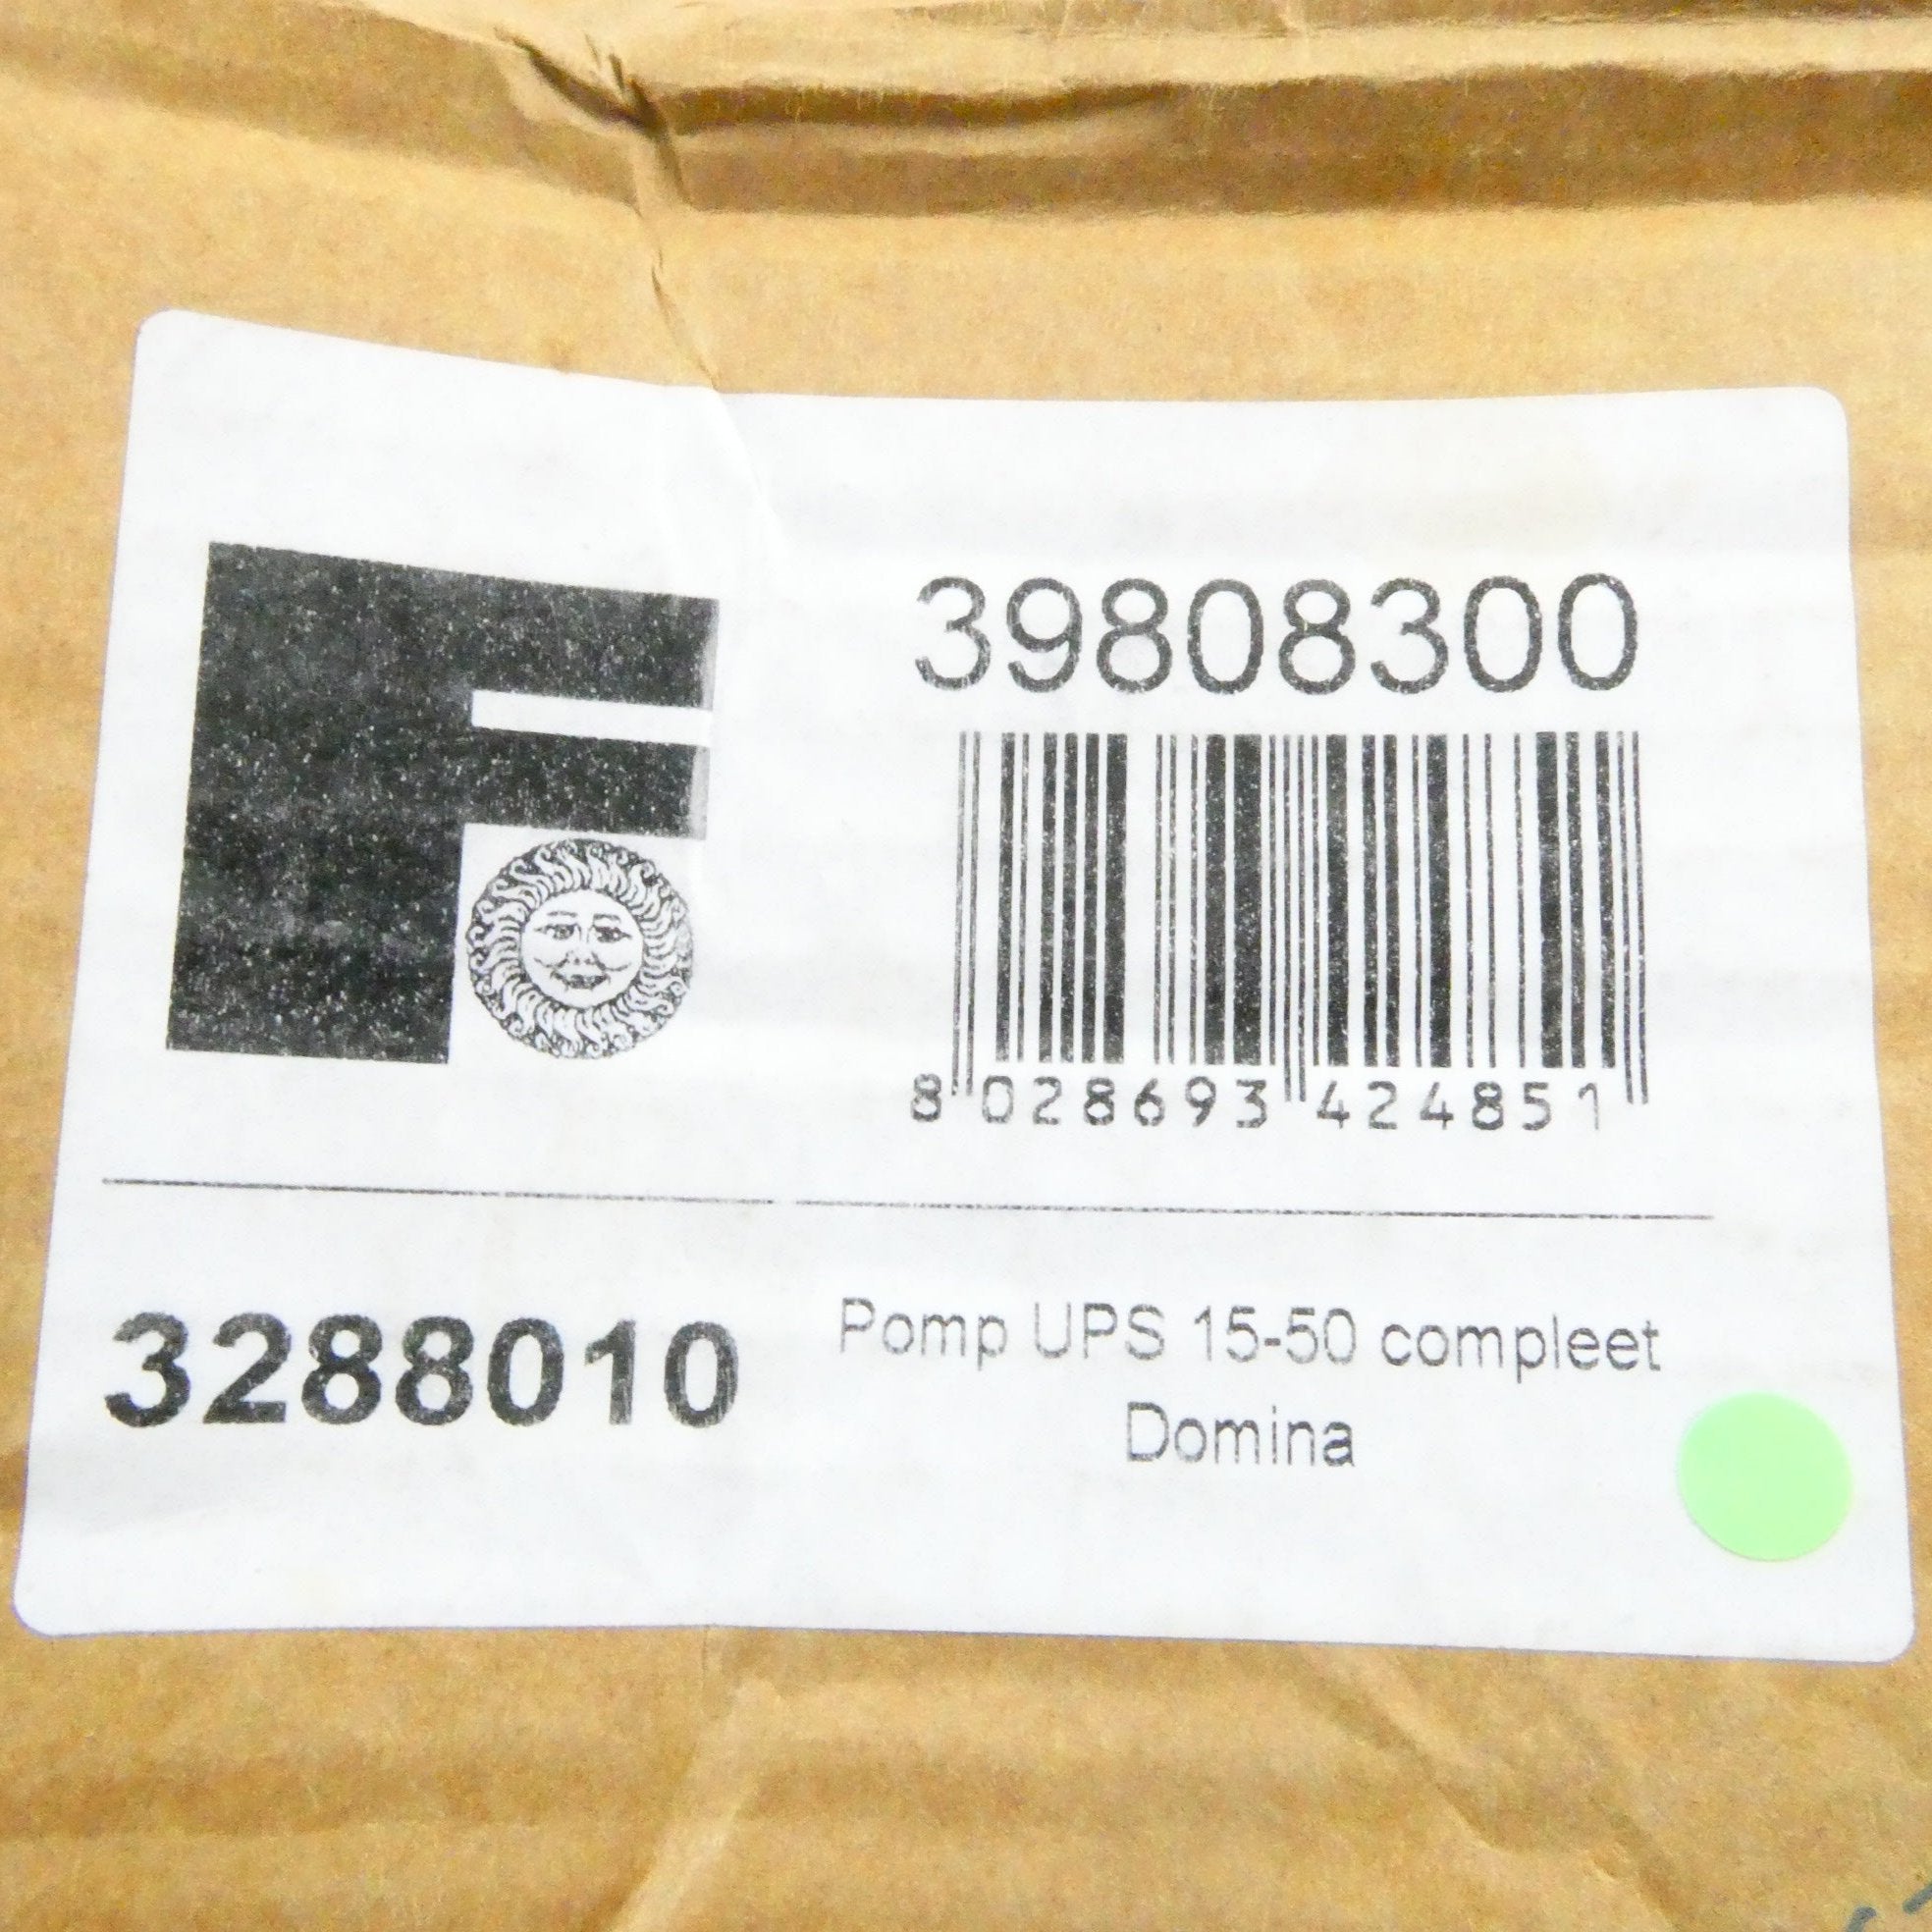 F
39808300
8 028693 424851
3288010
Pomp UPS 15-50 compleet
Domina